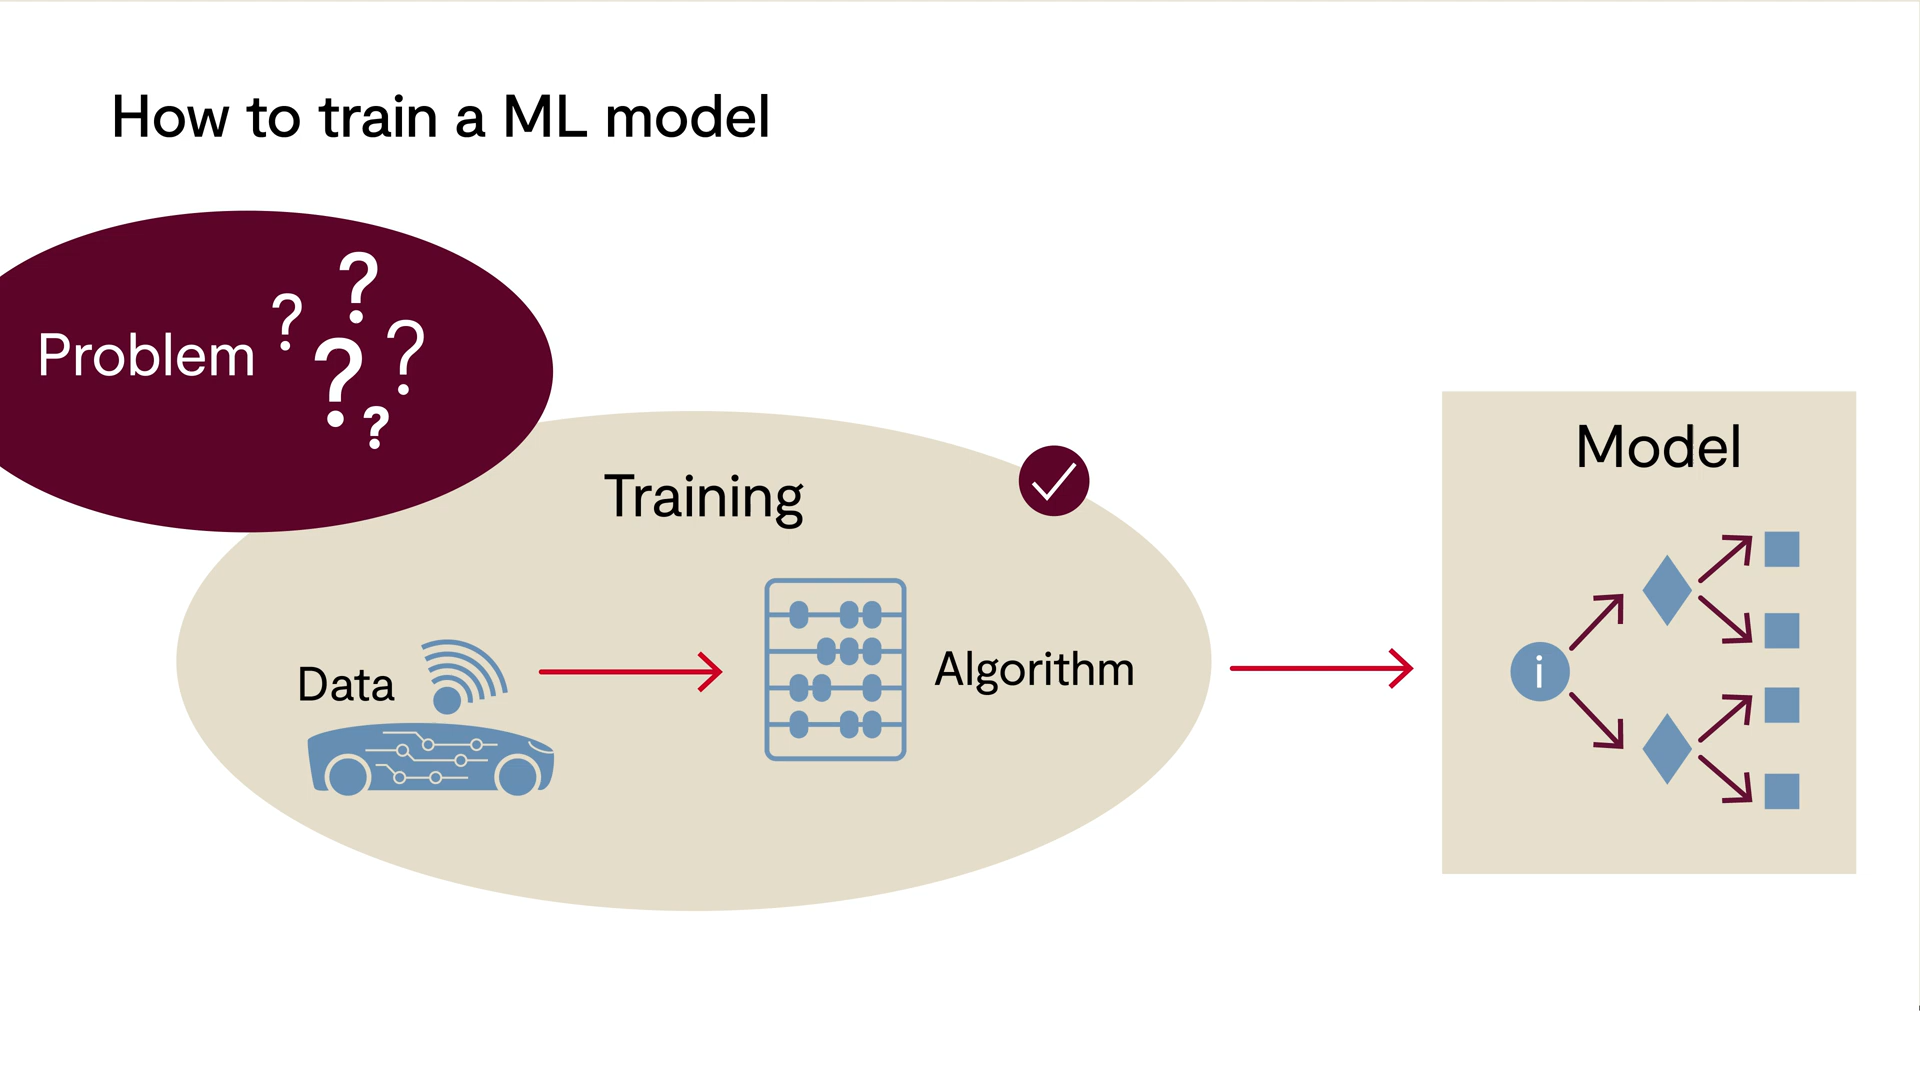 How to train a ML model
Problem
? ? ? ? ?
Training
Data
Algorithm
Model
i